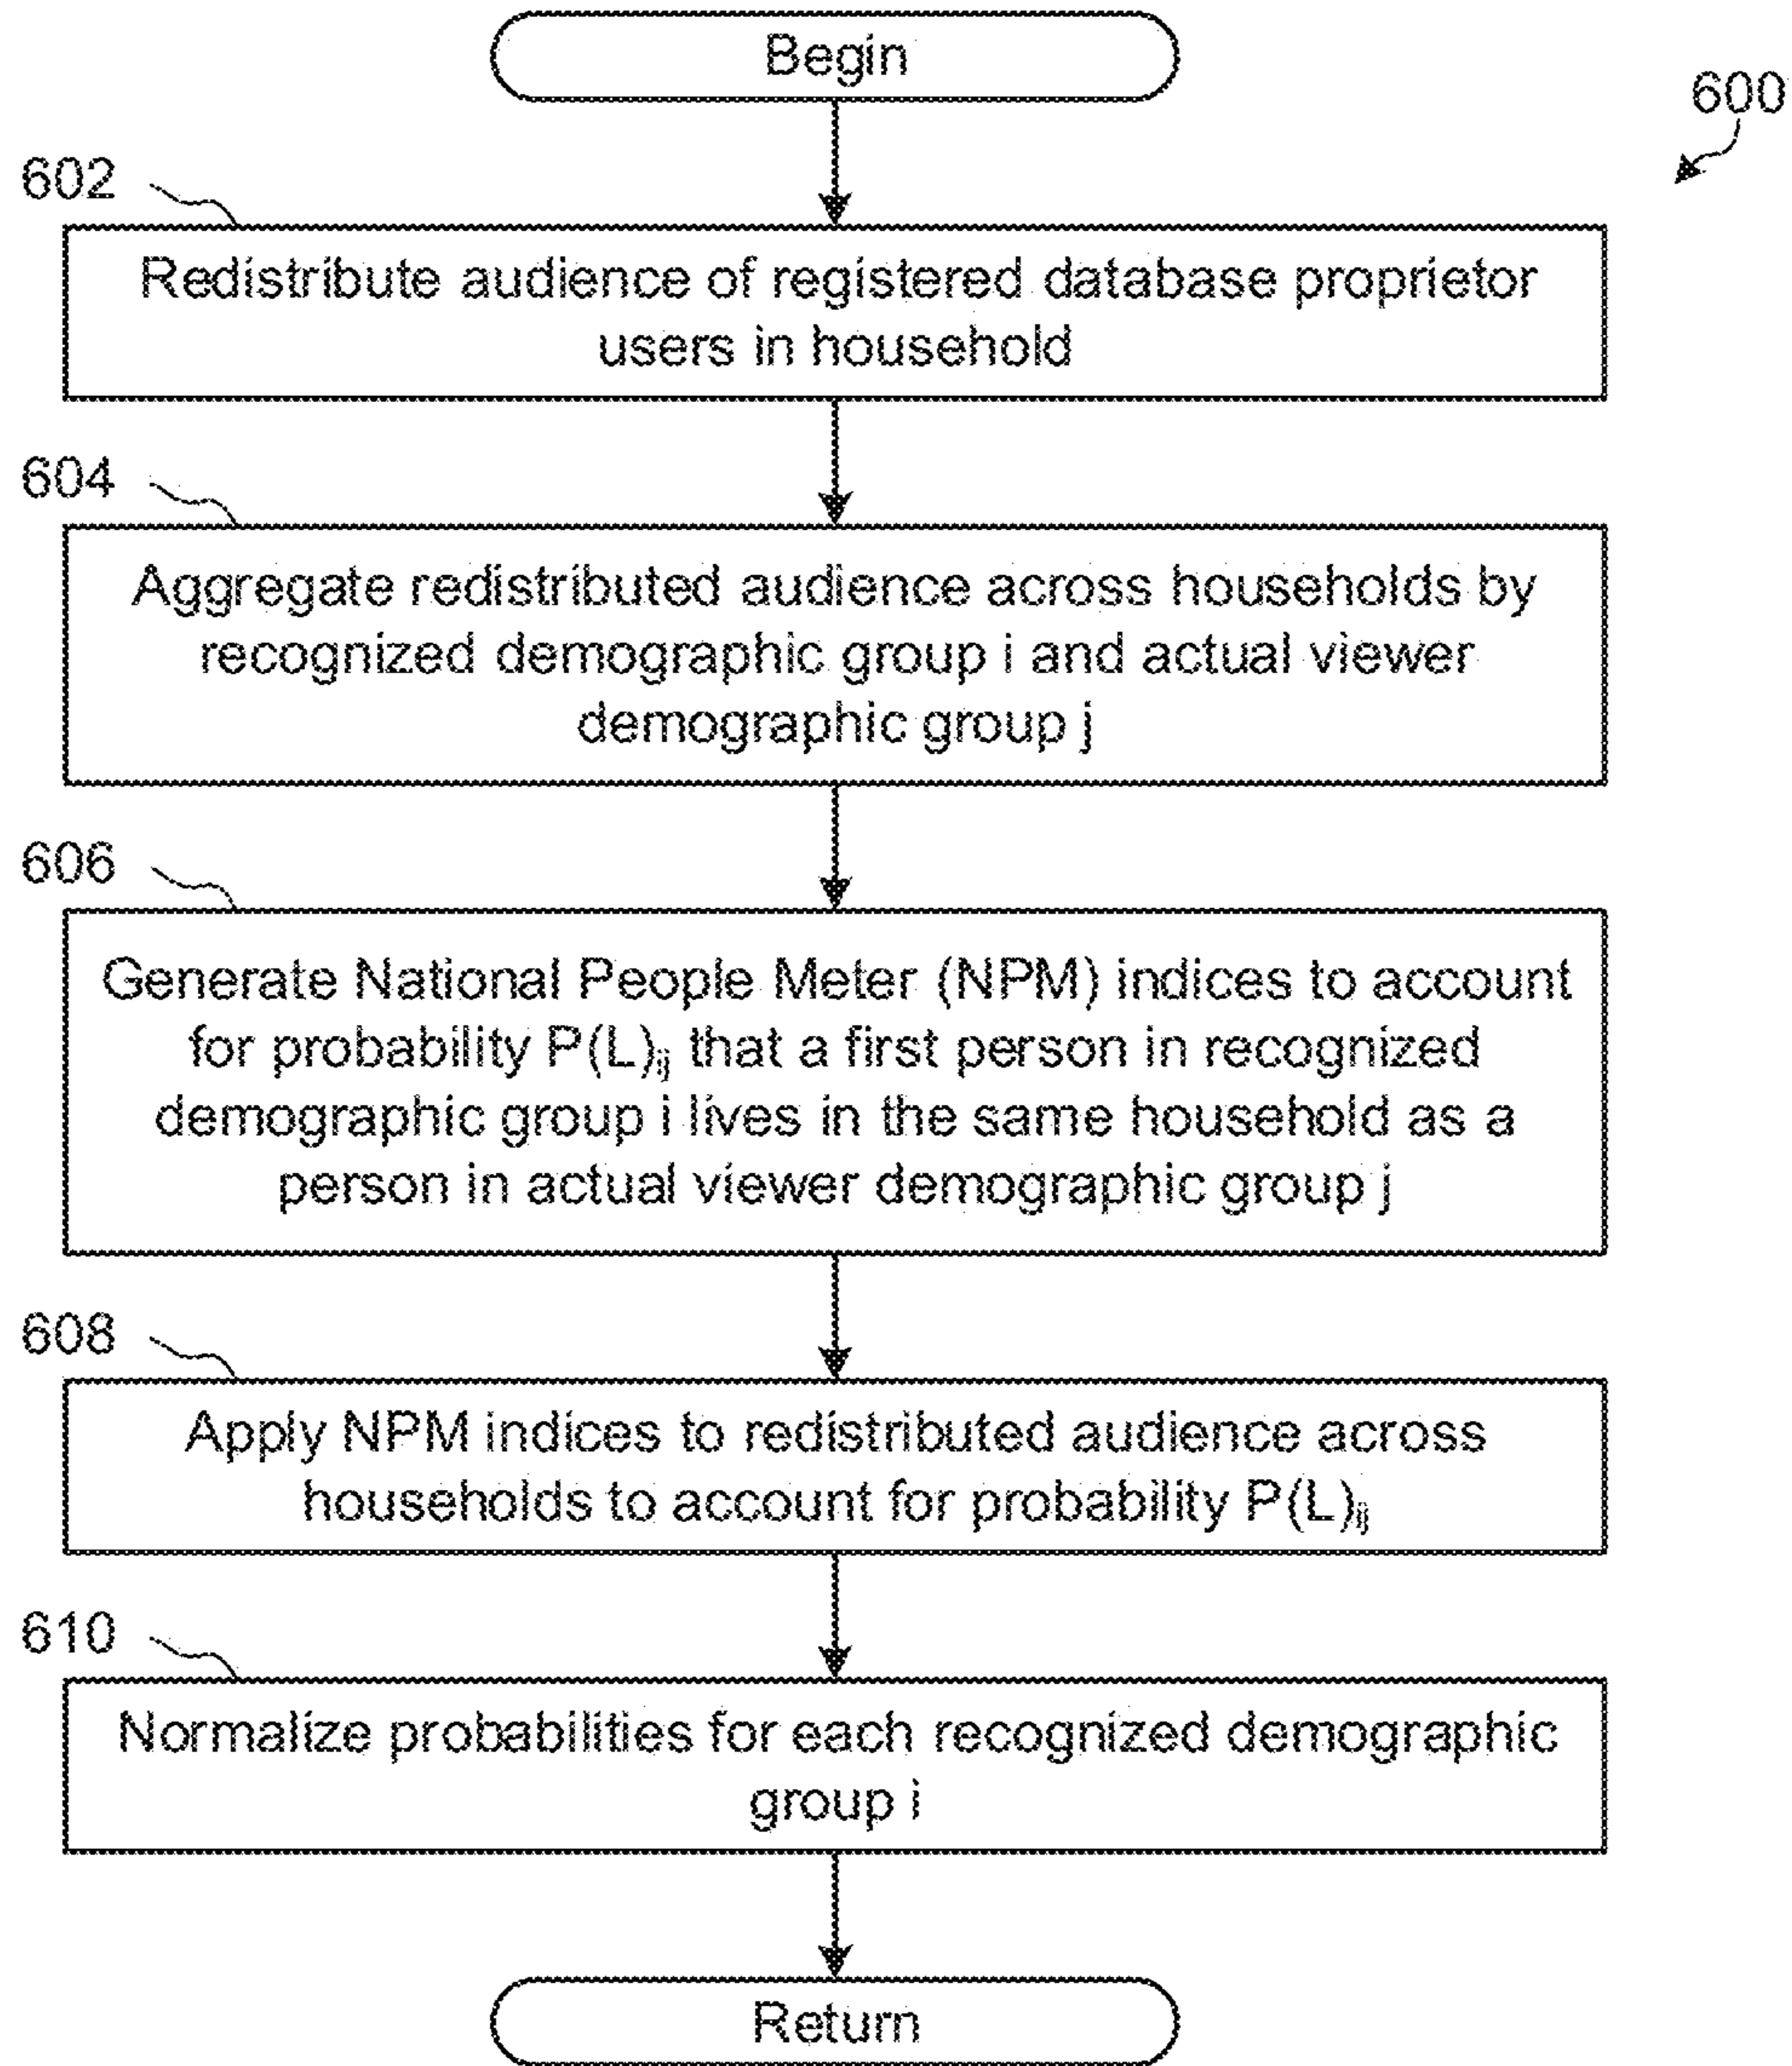 Begin
600
602
Redistribute audience of registered database proprietor
users in household
604
Aggregate redistributed audience across households by
recognized demographic group i and actual viewer
demographic group j
606
Generate National People Meter (NPM) indices to account
for probability P(L)ij that a first person in recognized
demographic group i lives in the same household as a
person in actual viewer demographic group j
608
Apply NPM indices to redistributed audience across
households to account for probability P(L)ij
610
Normalize probabilities for each recognized demographic
group i
Return